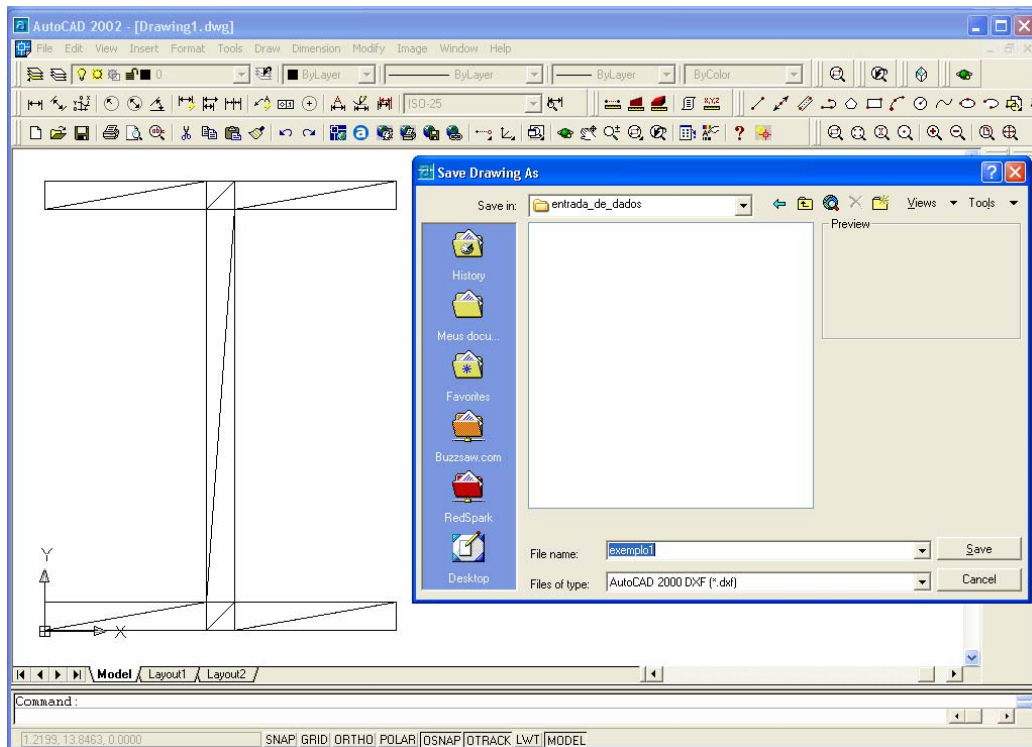 AutoCAD 2002 - [Drawing1.dwg]
File Edit View Insert Format Tools Draw Dimension Modify Image Window Help
0 ByLayer ByLayer ByLayer ByColor
ISO-25
Save Drawing As
Save in: entrada_de_dados Views Tools
Preview
History
Meus docu...
Favorites
Buzzsaw.com
RedSpark
Desktop
File name: exemplo1 Save
Files of type: AutoCAD 2000 DXF (*.dxf) Cancel
Y
X
Model Layout1 Layout2
Command:
1.2199, 13.8463, 0.0000 SNAP GRID ORTHO POLAR OSNAP OTRACK LWT MODEL